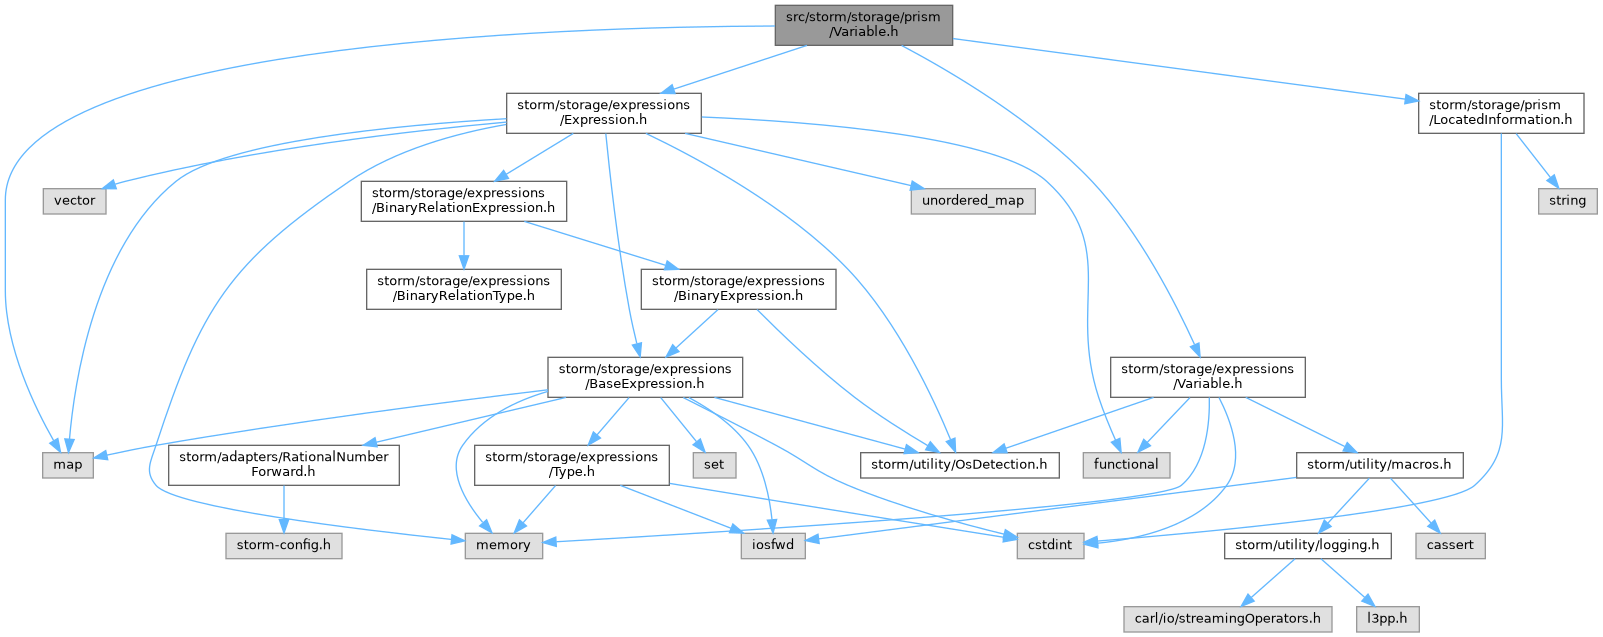 src/storm/storage/prism
/Variable.h
storm/storage/expressions
/Expression.h
storm/storage/prism
/LocatedInformation.h
vector
storm/storage/expressions
/BinaryRelationExpression.h
unordered_map
string
storm/storage/expressions
/BinaryRelationType.h
storm/storage/expressions
/BinaryExpression.h
storm/storage/expressions
/BaseExpression.h
storm/storage/expressions
/Variable.h
map
storm/adapters/RationalNumber
Forward.h
storm/storage/expressions
/Type.h
set
storm/utility/OsDetection.h
functional
storm/utility/macros.h
storm-config.h
memory
iosfwd
cstdint
storm/utility/logging.h
cassert
carl/io/streamingOperators.h
l3pp.h